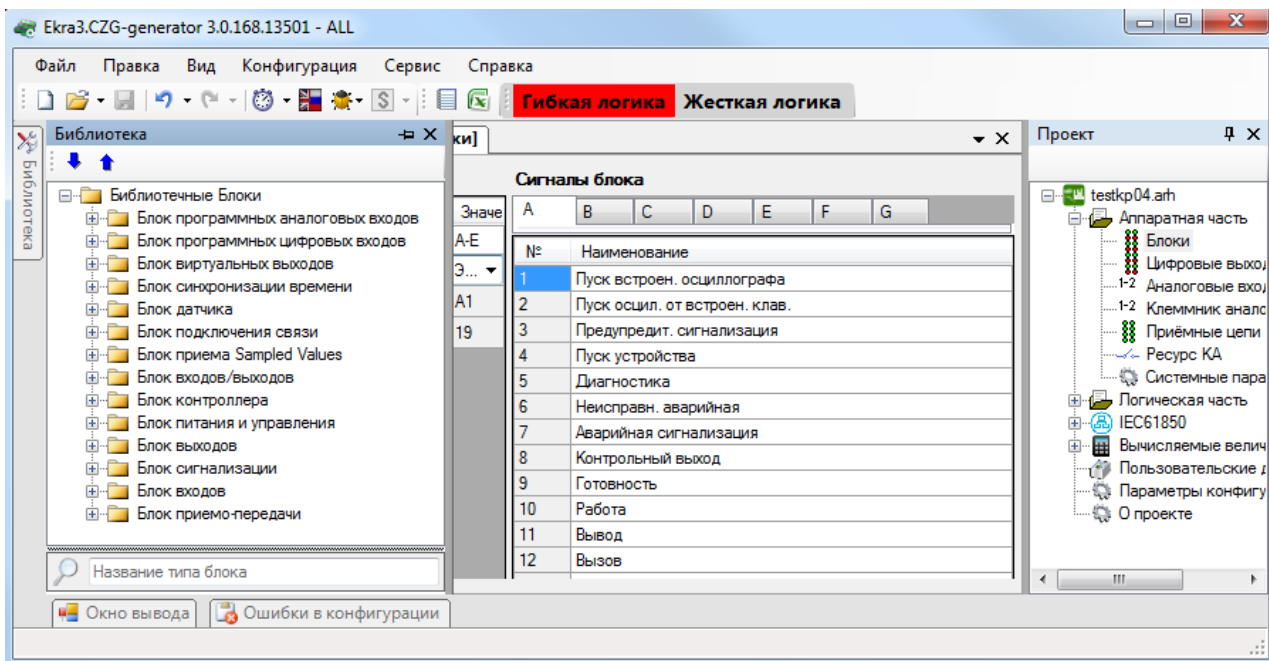 Ekra3.CZG-generator 3.0.168.13501 - ALL
Файл Правка Вид Конфигурация Сервис Справка
Гибкая логика Жесткая логика
Библиотека
Библиотека
Библиотечные Блоки
Блок программных аналоговых входов
Блок программных цифровых входов
Блок виртуальных выходов
Блок синхронизации времени
Блок датчика
Блок подключения связи
Блок приема Sampled Values
Блок входов/выходов
Блок контроллера
Блок питания и управления
Блок выходов
Блок сигнализации
Блок входов
Блок приемо-передачи
Название типа блока
ки]
Значе
A-E
Э...
A1
19
Сигналы блока
A B C D E F G
№ Наименование
1 Пуск встроен. осциллографа
2 Пуск осцил. от встроен. клав.
3 Предупредит. сигнализация
4 Пуск устройства
5 Диагностика
6 Неисправн. аварийная
7 Аварийная сигнализация
8 Контрольный выход
9 Готовность
10 Работа
11 Вывод
12 Вызов
Проект
testkp04.arh
Аппаратная часть
Блоки
Цифровые выхо
1-2 Аналоговые вхо
1-2 Клеммник анало
Приёмные цепи
Ресурс КА
Системные пара
Логическая часть
IEC61850
Вычисляемые велич
Пользовательские
Параметры конфигу
О проекте
Окно вывода Ошибки в конфигурации